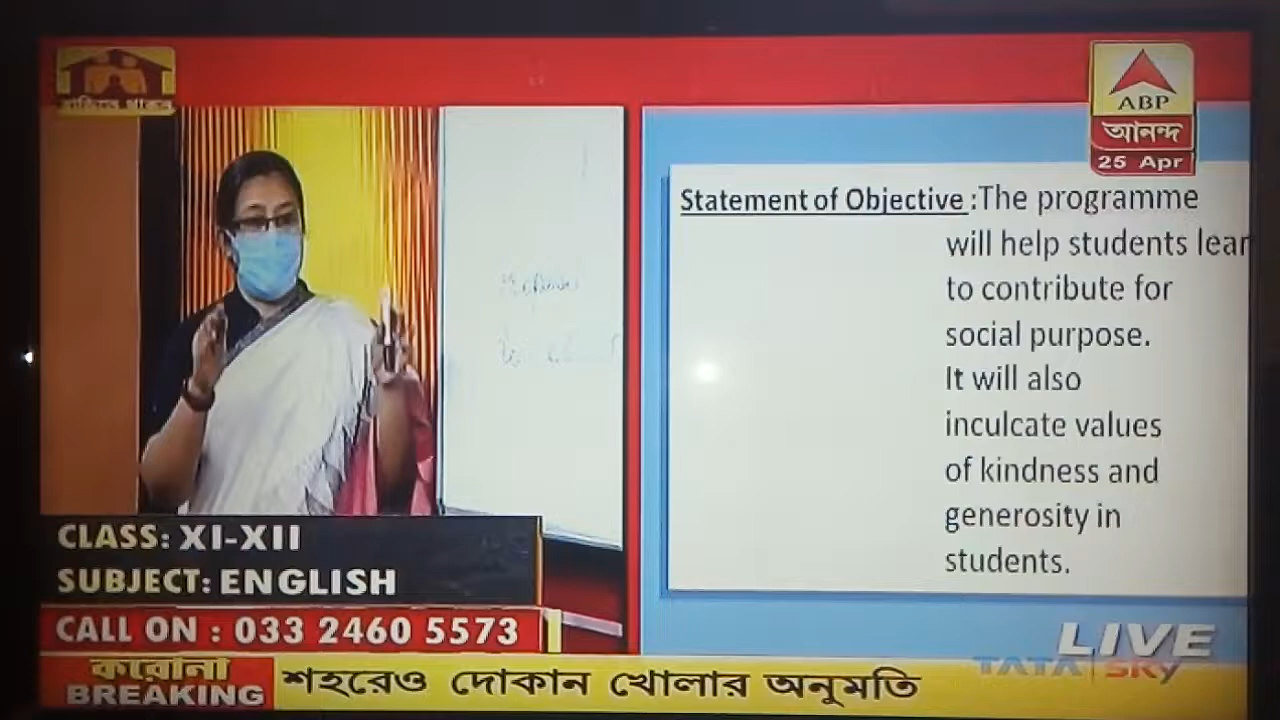 ABP
আনন্দ
25 Apr
Statement of Objective :The programme
will help students lear
to contribute for
social purpose.
It will also
inculcate values
of kindness and
generosity in
students.
CLASS: XI-XII
SUBJECT: ENGLISH
CALL ON : 033 2460 5573
LIVE
TATA SKY
করোনা
BREAKING
শহরেও দোকান খোলার অনুমতি